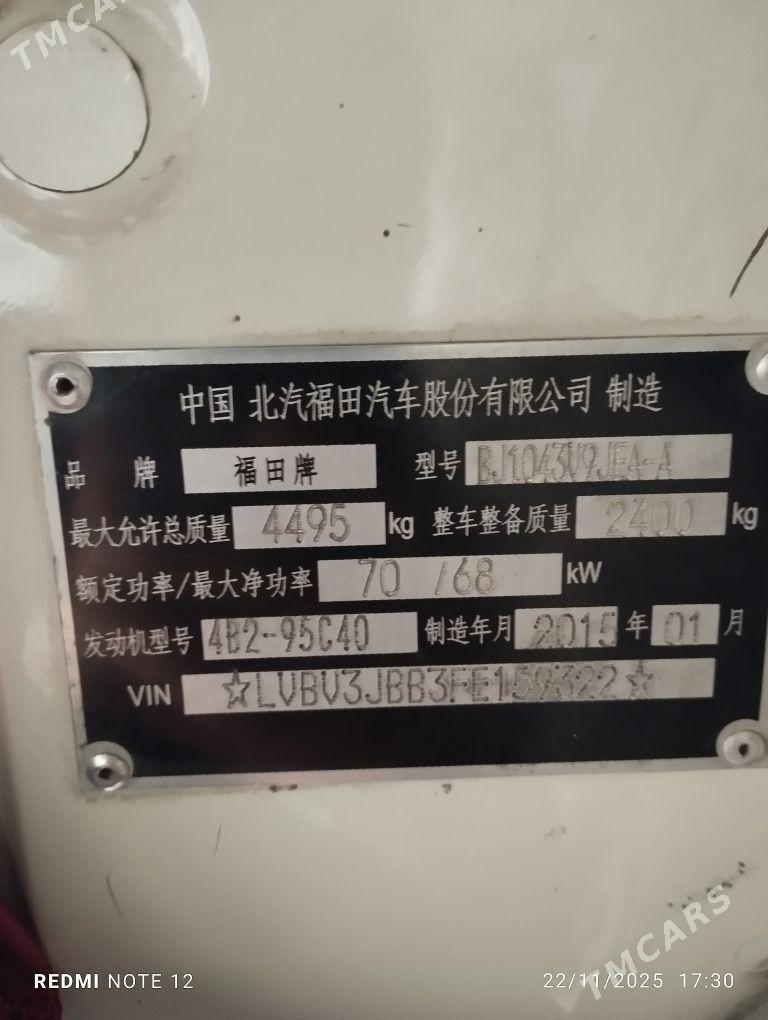 TMCARS
中国 北汽福田汽车股份有限公司 制造
品 牌 福田牌 型号 BJ1043V9JEA-A
最大允许总质量 4495 kg 整车整备质量 2400 kg
额定功率/最大净功率 70 /68 kW
发动机型号 4B2-95C40 制造年月 2015 年 01 月
VIN ☆LVBV3JBB3FE159322☆
TMCARS
REDMI NOTE 12 22/11/2025 17:30